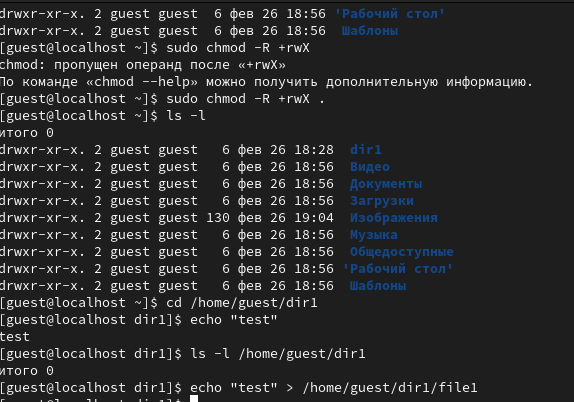 drwxr-xr-x. 2 guest guest   6 фев 26 18:56 'Рабочий стол'
drwxr-xr-x. 2 guest guest   6 фев 26 18:56  Шаблоны
[guest@localhost ~]$ sudo chmod -R +rwX
chmod: пропущен операнд после «+rwX»
По команде «chmod --help» можно получить дополнительную информацию.
[guest@localhost ~]$ sudo chmod -R +rwX .
[guest@localhost ~]$ ls -l
итого 0
drwxr-xr-x. 2 guest guest   6 фев 26 18:28  dir1
drwxr-xr-x. 2 guest guest   6 фев 26 18:56  Видео
drwxr-xr-x. 2 guest guest   6 фев 26 18:56  Документы
drwxr-xr-x. 2 guest guest   6 фев 26 18:56  Загрузки
drwxr-xr-x. 2 guest guest 130 фев 26 19:04  Изображения
drwxr-xr-x. 2 guest guest   6 фев 26 18:56  Музыка
drwxr-xr-x. 2 guest guest   6 фев 26 18:56  Общедоступные
drwxr-xr-x. 2 guest guest   6 фев 26 18:56 'Рабочий стол'
drwxr-xr-x. 2 guest guest   6 фев 26 18:56  Шаблоны
[guest@localhost ~]$ cd /home/guest/dir1
[guest@localhost dir1]$ echo "test"
test
[guest@localhost dir1]$ ls -l /home/guest/dir1
итого 0
[guest@localhost dir1]$ echo "test" > /home/guest/dir1/file1
[guest@localhost dir1]$